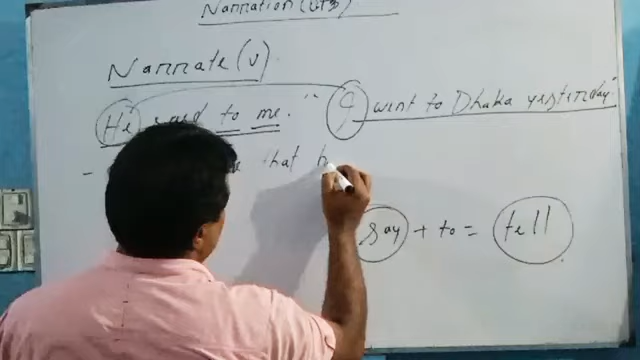 Narration (উক্তি)
Narrate (v)
He said to me. "I went to Dhaka yesterday"
- that h
say + to = tell